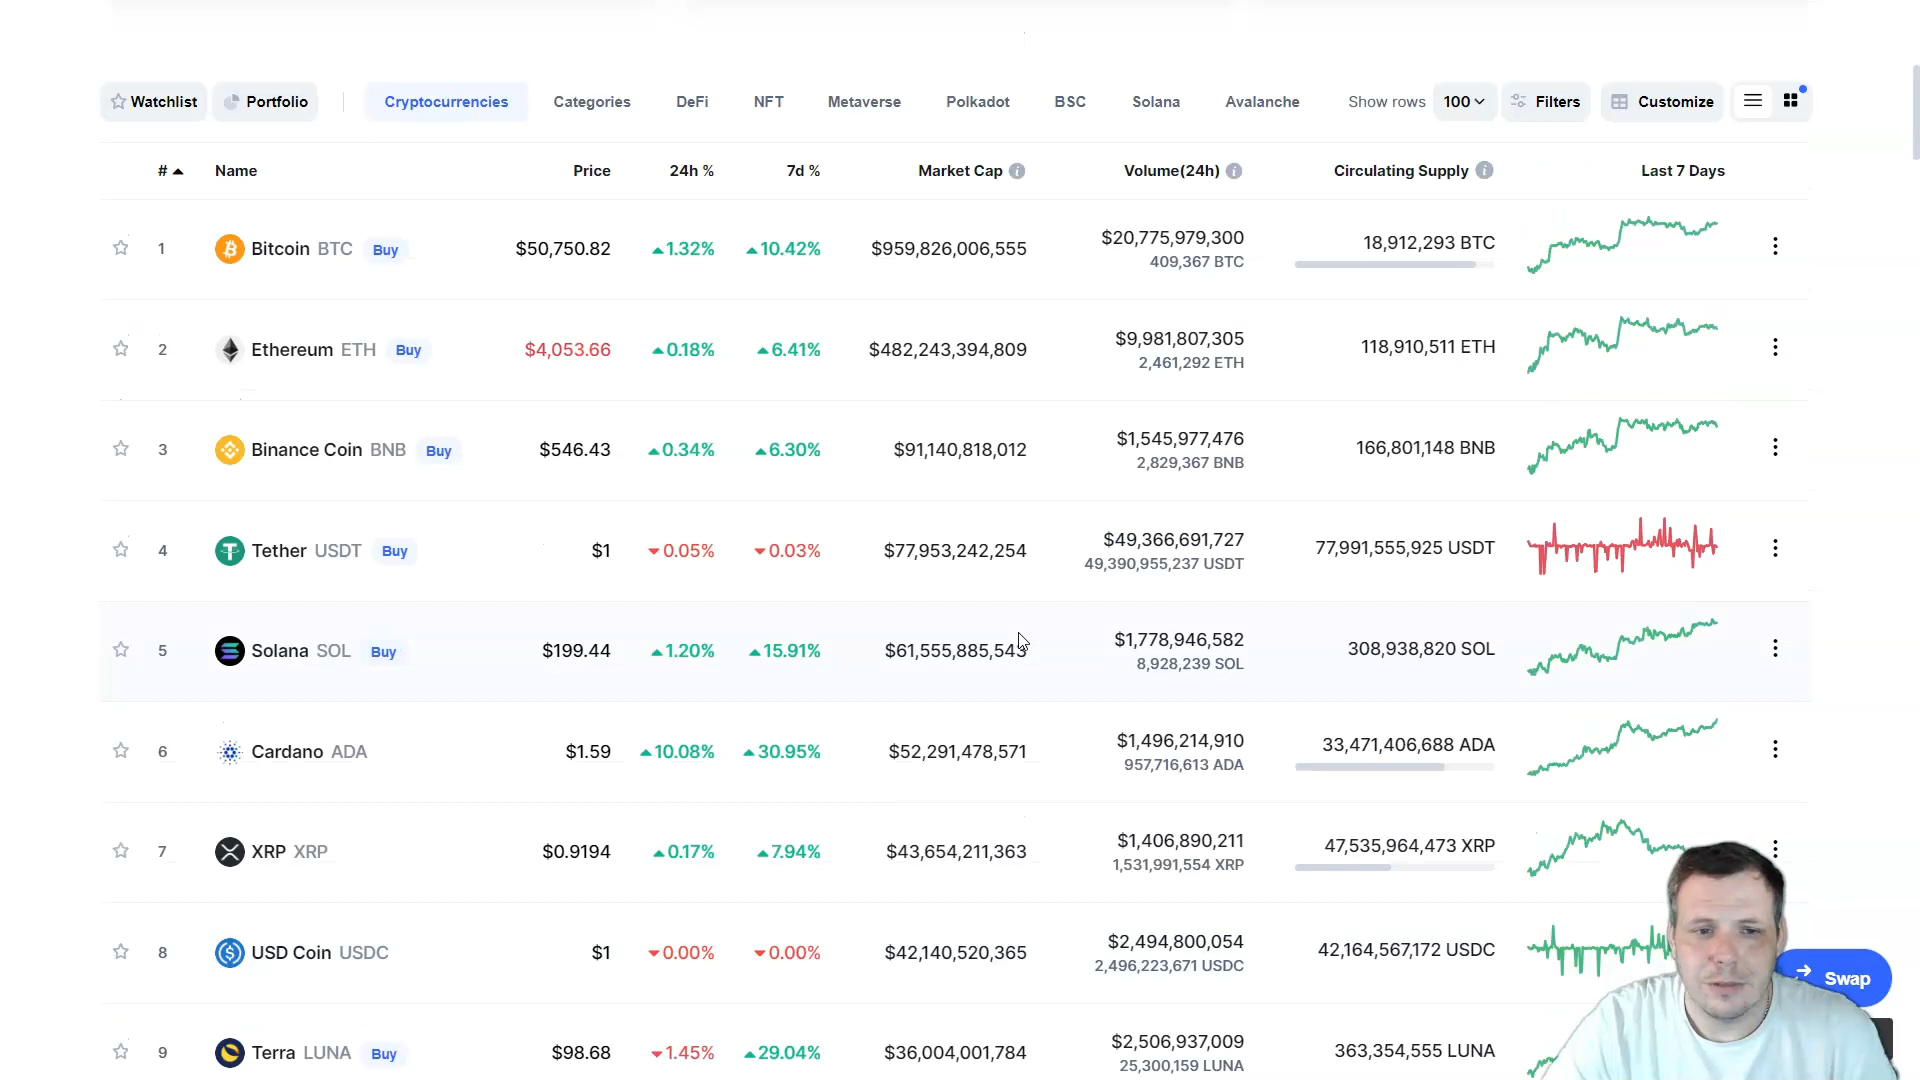 Watchlist Portfolio Cryptocurrencies Categories DeFi NFT Metaverse Polkadot BSC Solana Avalanche Show rows 100 Filters Customize
# Name Price 24h % 7d % Market Cap Volume(24h) Circulating Supply Last 7 Days
1 Bitcoin BTC Buy $50,750.82 1.32% 10.42% $959,826,006,555 $20,775,979,300 18,912,293 BTC
409,367 BTC
2 Ethereum ETH Buy $4,053.66 0.18% 6.41% $482,243,394,809 $9,981,807,305 118,910,511 ETH
2,461,292 ETH
3 Binance Coin BNB Buy $546.43 0.34% 6.30% $91,140,818,012 $1,545,977,476 166,801,148 BNB
2,829,367 BNB
4 Tether USDT Buy $1 0.05% 0.03% $77,953,242,254 $49,366,691,727 77,991,555,925 USDT
49,390,955,237 USDT
5 Solana SOL Buy $199.44 1.20% 15.91% $61,555,885,543 $1,778,946,582 308,938,820 SOL
8,928,239 SOL
6 Cardano ADA $1.59 10.08% 30.95% $52,291,478,571 $1,496,214,910 33,471,406,688 ADA
957,716,613 ADA
7 XRP XRP $0.9194 0.17% 7.94% $43,654,211,363 $1,406,890,211 47,535,964,473 XRP
1,531,991,554 XRP
8 USD Coin USDC $1 0.00% 0.00% $42,140,520,365 $2,494,800,054 42,164,567,172 USDC
2,496,223,671 USDC
Swap
9 Terra LUNA Buy $98.68 1.45% 29.04% $36,004,001,784 $2,506,937,009 363,354,555 LUNA
25,300,159 LUNA